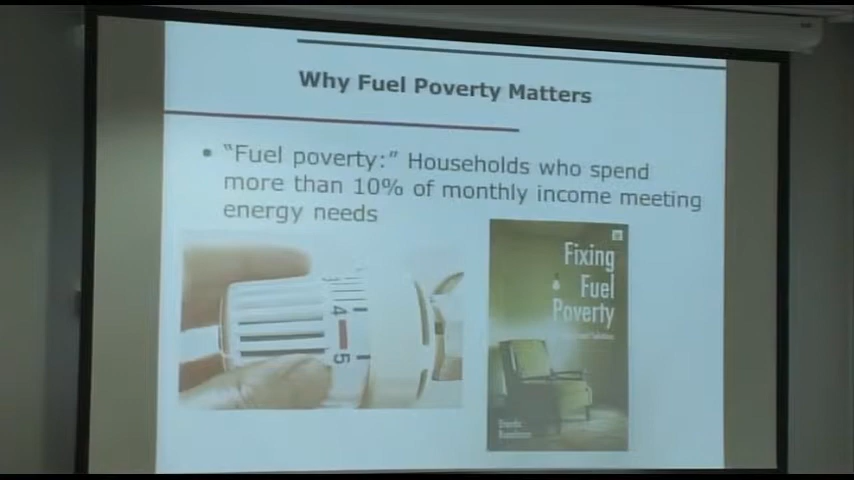 Why Fuel Poverty Matters
• “Fuel poverty:” Households who spend
more than 10% of monthly income meeting
energy needs
4
5
Fixing
Fuel
Poverty